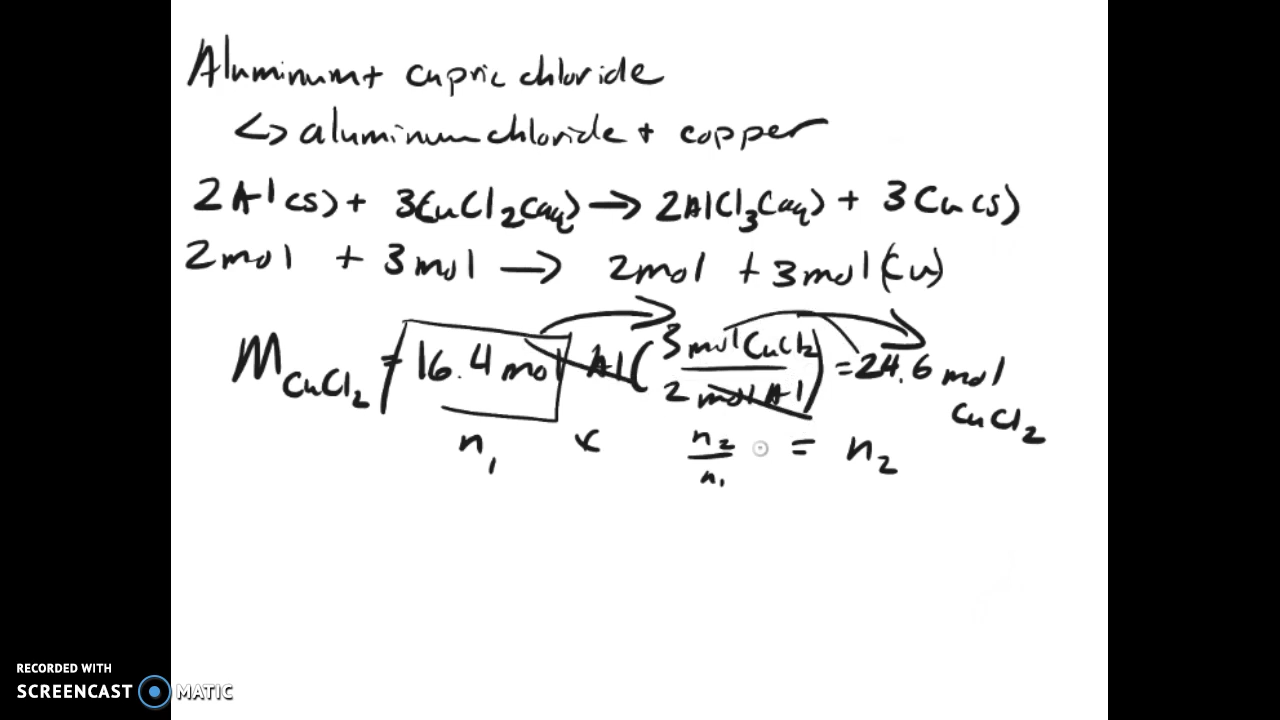 Aluminum + cupric chloride
<-> aluminum chloride + copper
2Al(s) + 3CuCl2(aq) → 2AlCl3(aq) + 3Cu(s)
2mol + 3mol → 2mol + 3mol(Cu)
MCuCl2 = 16.4 mol Al (3 mol CuCl2 / 2 mol Al) = 24.6 mol CuCl2
n1 x n2/n1 = n2
RECORDED WITH
SCREENCAST MATIC